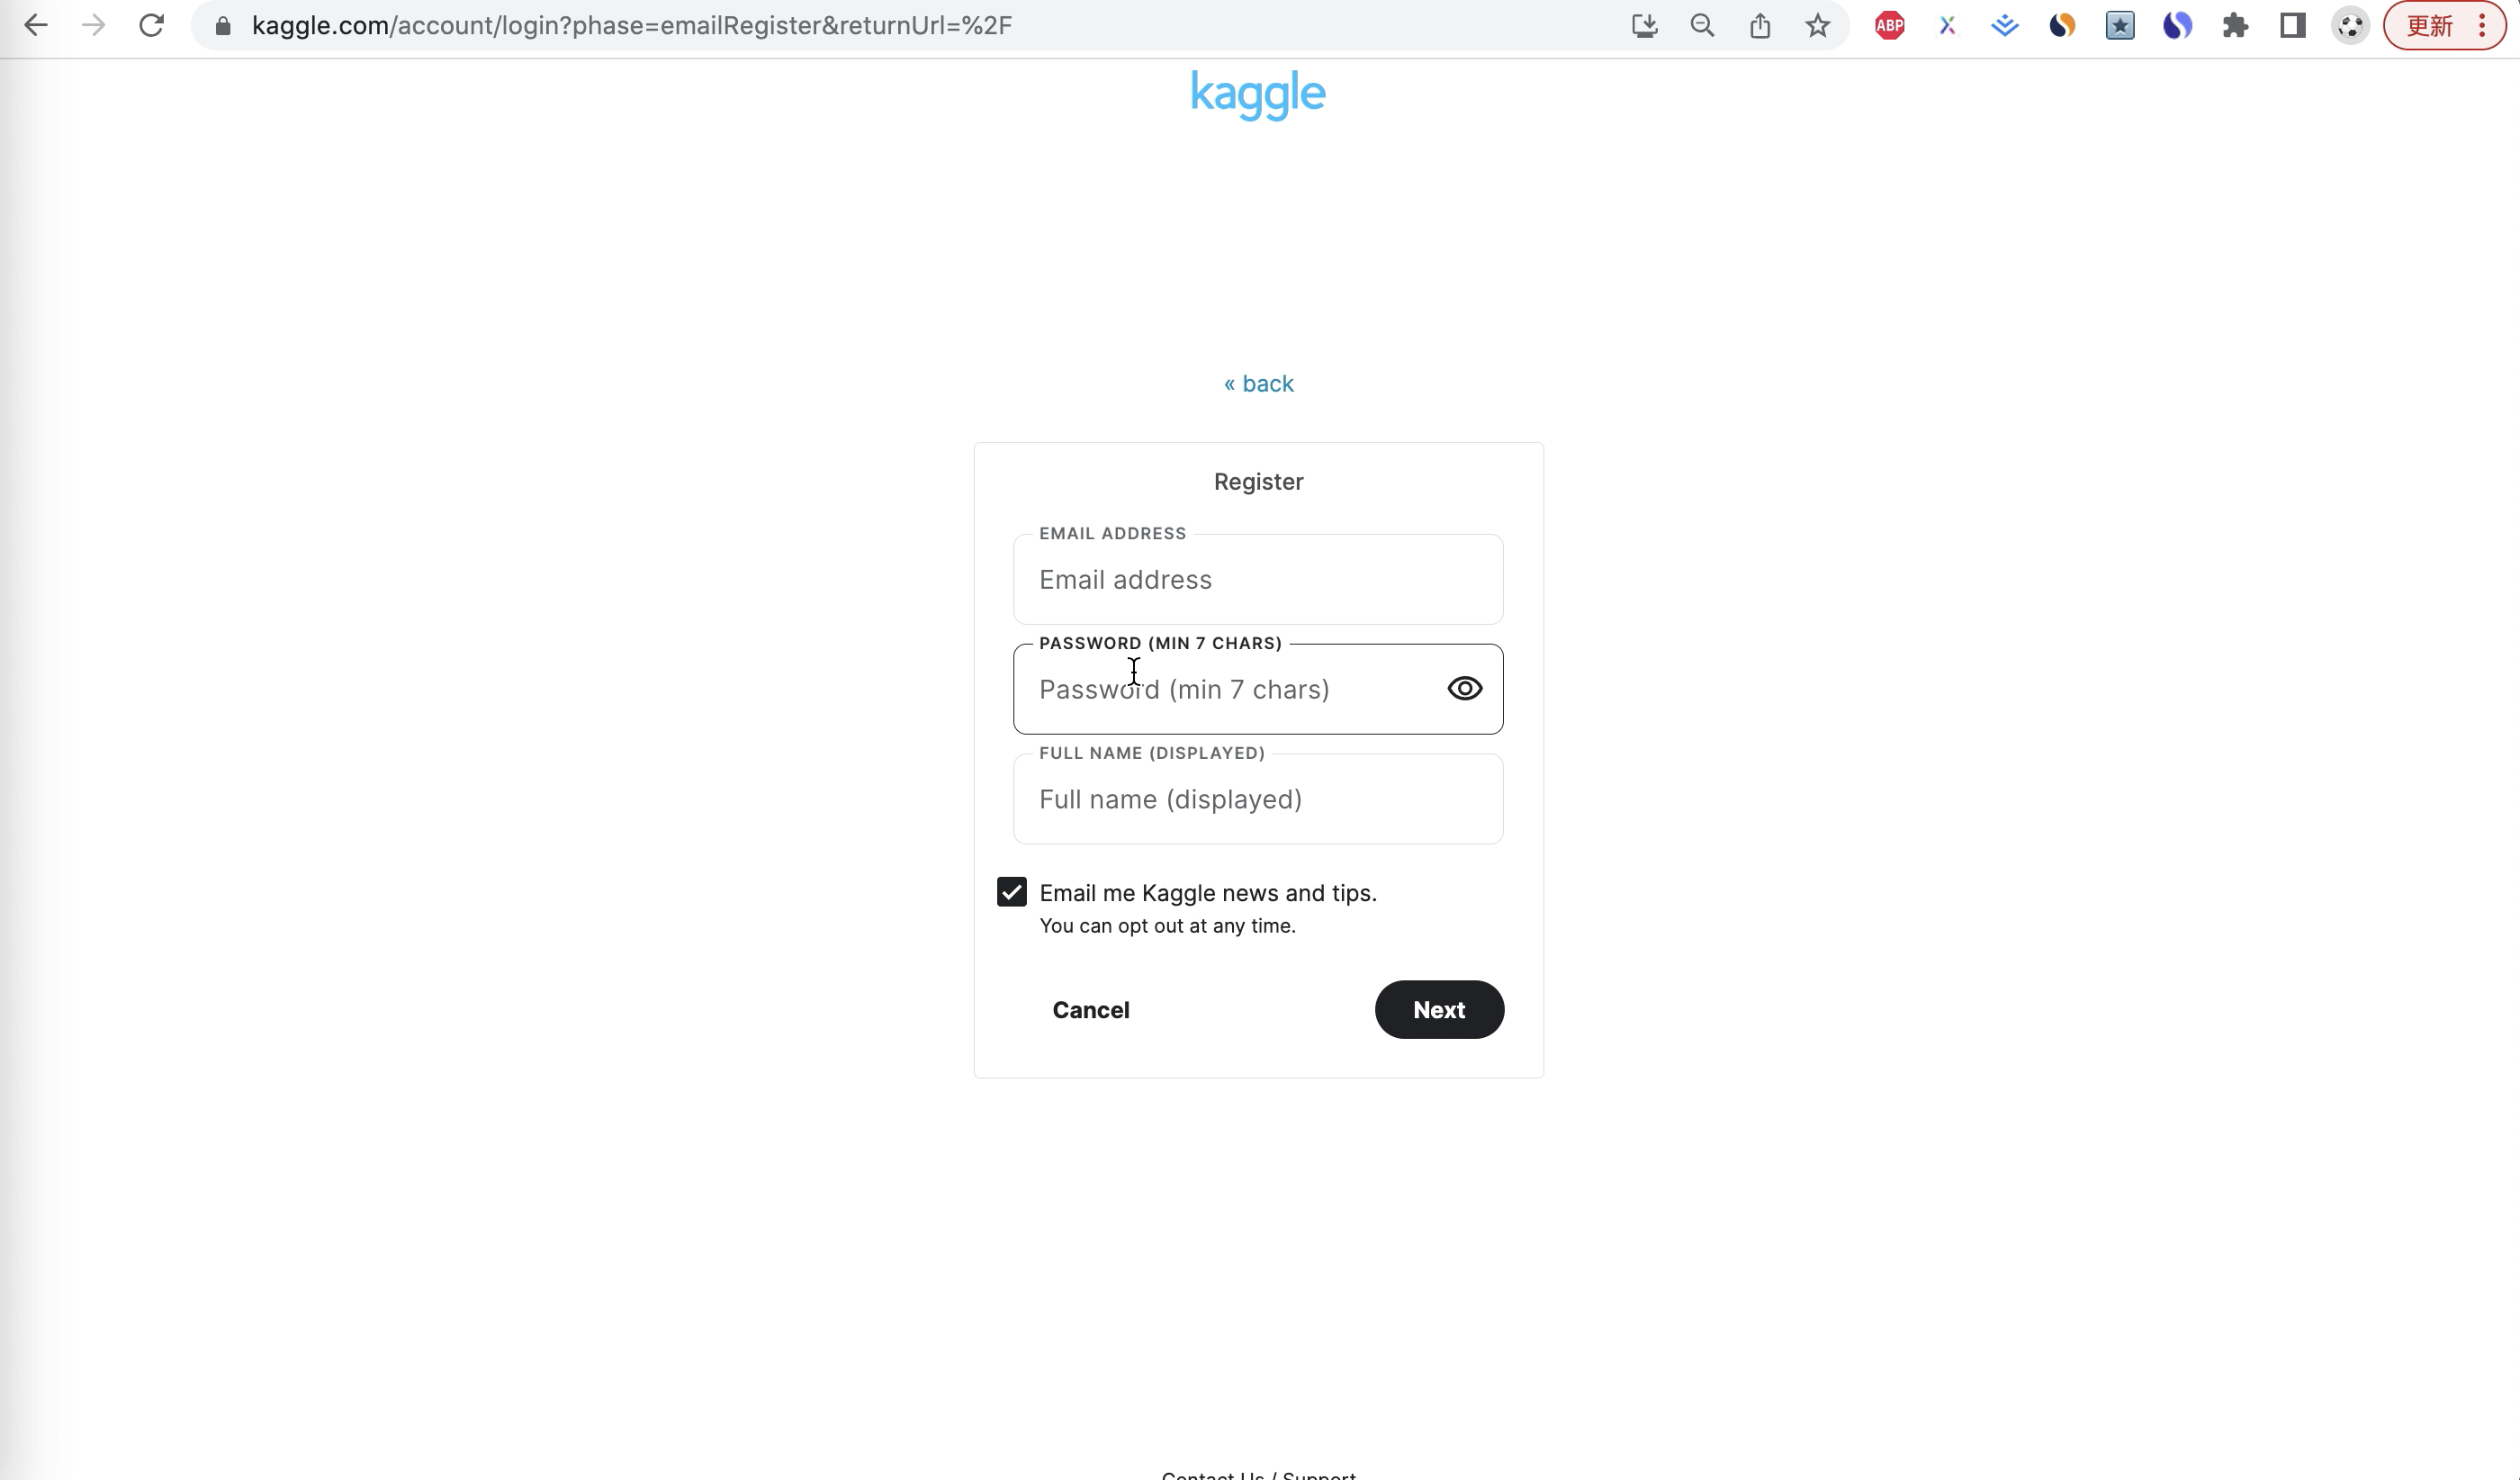 kaggle.com/account/login?phase=emailRegister&returnUrl=%2F
ABP
更新
kaggle
« back
Register
EMAIL ADDRESS
Email address
PASSWORD (MIN 7 CHARS)
Password (min 7 chars)
FULL NAME (DISPLAYED)
Full name (displayed)
Email me Kaggle news and tips.
You can opt out at any time.
Cancel
Next
Contact Us / Support